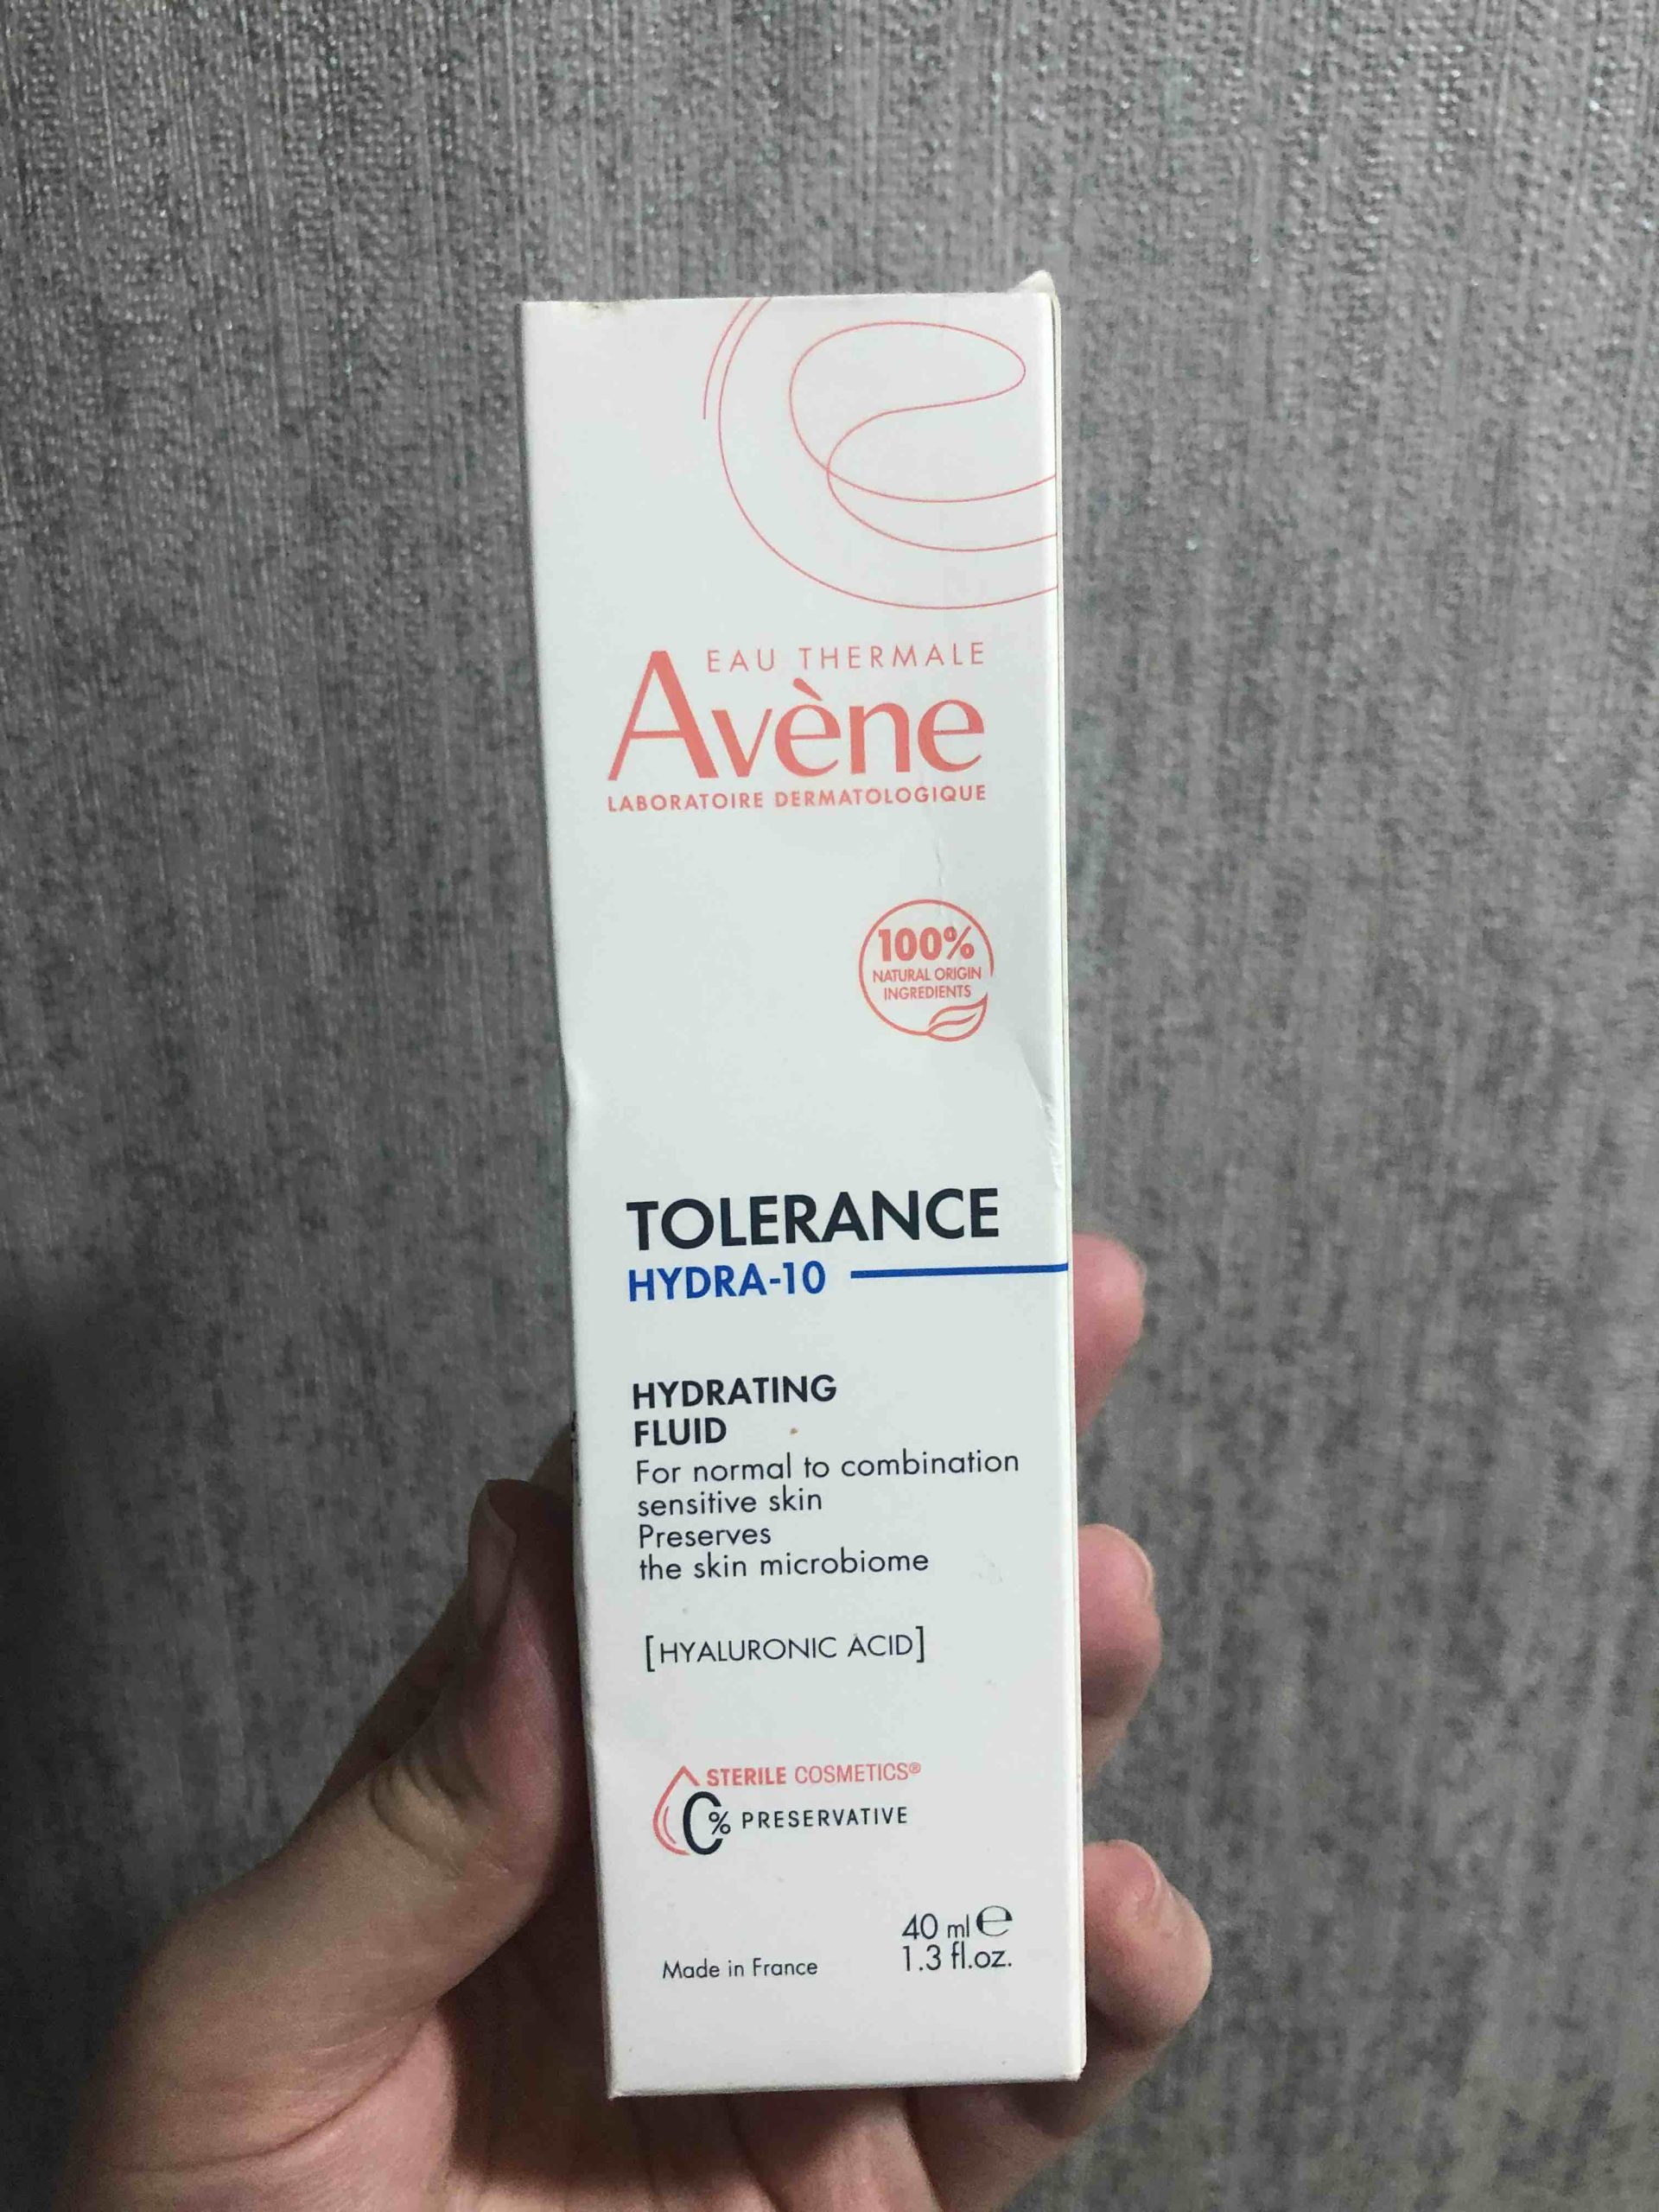 EAU THERMALE
Avène
LABORATOIRE DERMATOLOGIQUE
100%
NATURAL ORIGIN
INGREDIENTS
TOLERANCE
HYDRA-10
HYDRATING
FLUID
For normal to combination
sensitive skin
Preserves
the skin microbiome
[HYALURONIC ACID]
STERILE COSMETICS®
0% PRESERVATIVE
40 ml ℮
1.3 fl.oz.
Made in France